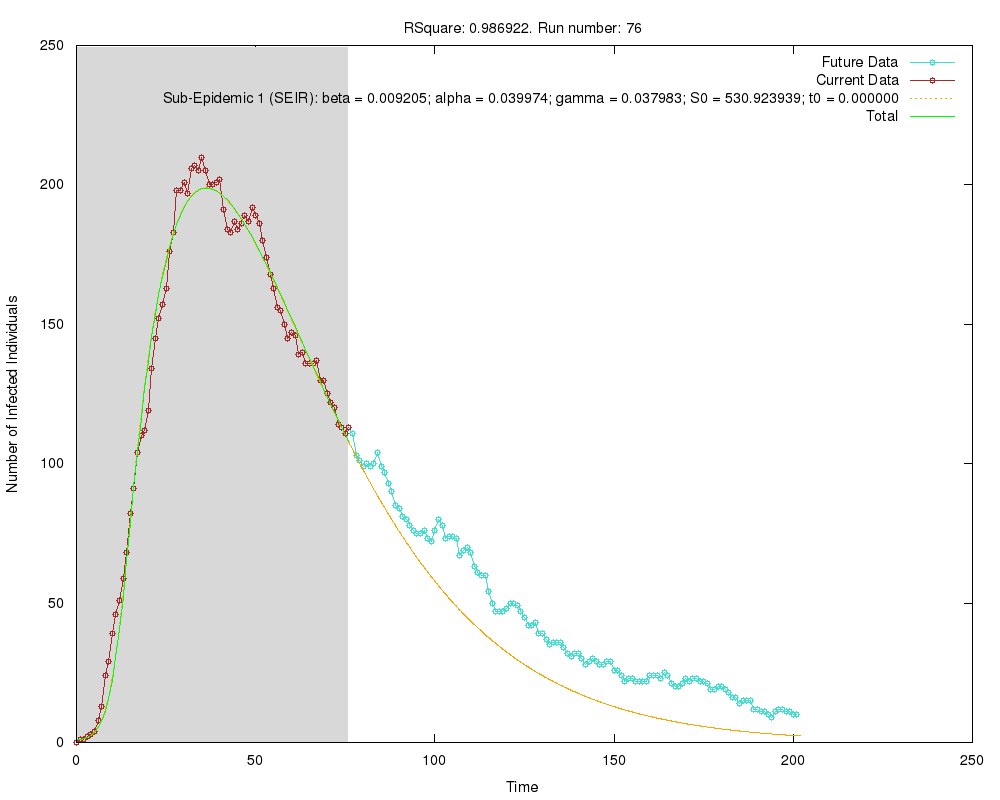 RSquare: 0.986922. Run number: 76
250
200
150
100
50
0
Number of Infected Individuals
Future Data
Current Data
Sub-Epidemic 1 (SEIR): beta = 0.009205; alpha = 0.039974; gamma = 0.037983; S0 = 530.923939; t0 = 0.000000
Total
0 50 100 150 200 250
Time